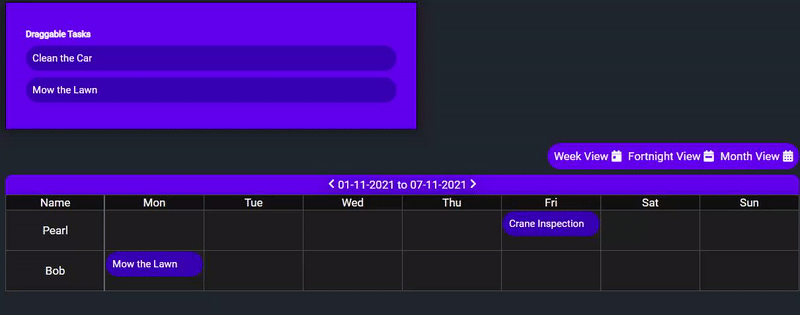 Draggable Tasks
Clean the Car
Mow the Lawn
Week View Fortnight View Month View
01-11-2021 to 07-11-2021
Name Mon Tue Wed Thu Fri Sat Sun
Pearl Crane Inspection
Bob Mow the Lawn